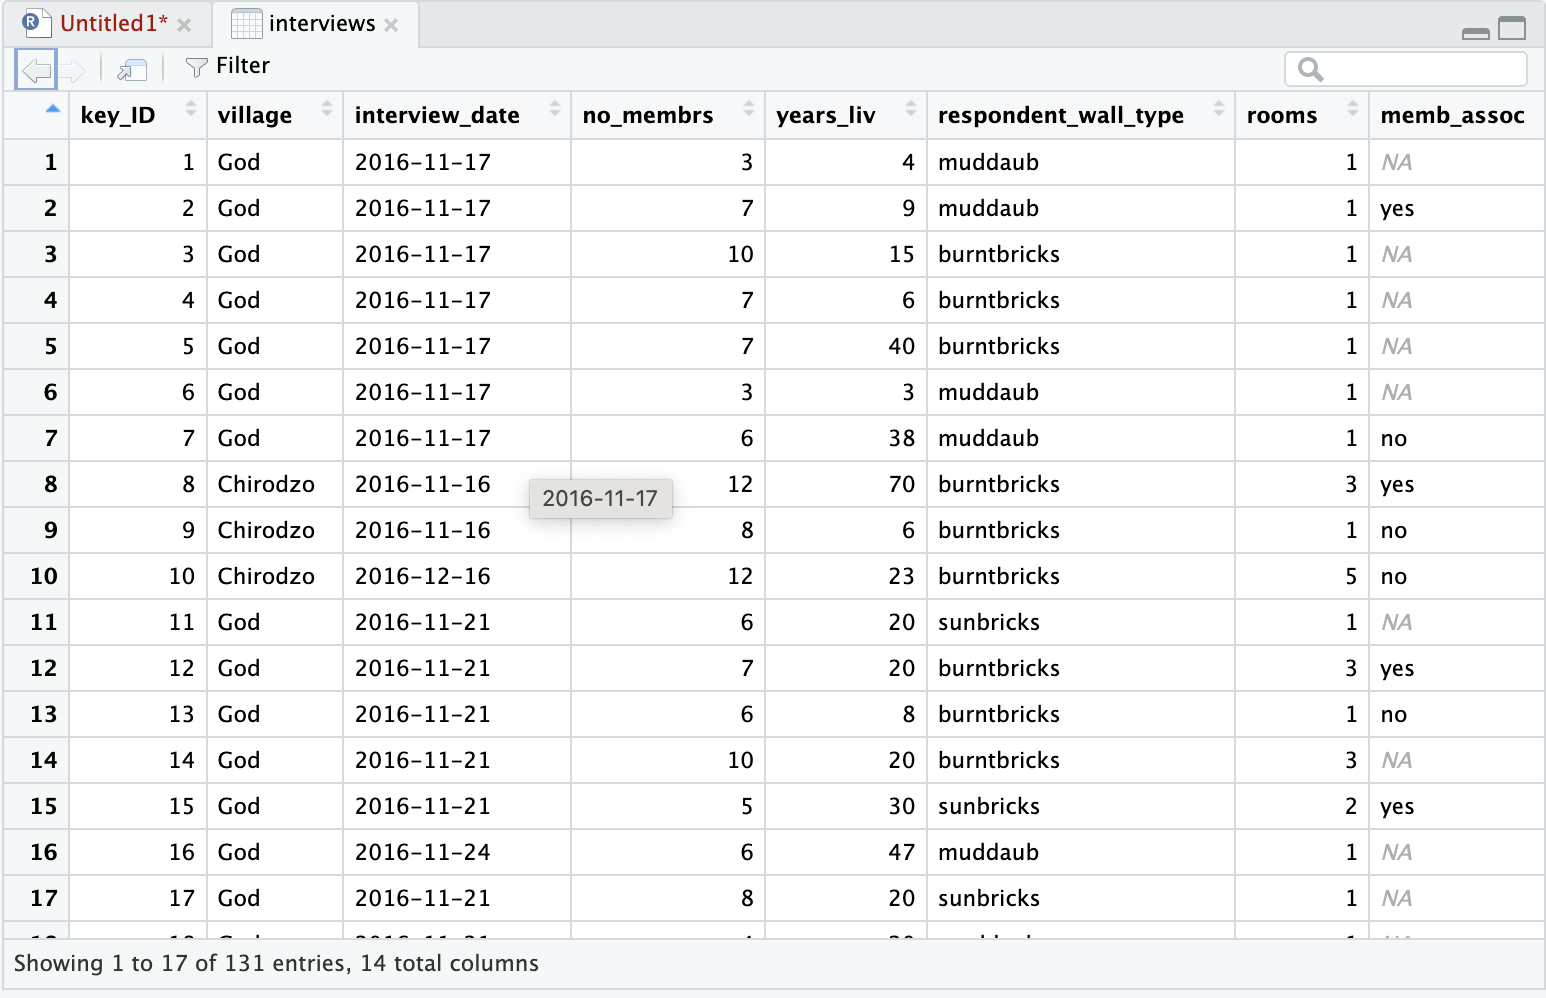 Untitled1* interviews
Filter
key_ID village interview_date no_membrs years_liv respondent_wall_type rooms memb_assoc
1 1 God 2016-11-17 3 4 muddaub 1 NA
2 2 God 2016-11-17 7 9 muddaub 1 yes
3 3 God 2016-11-17 10 15 burntbricks 1 NA
4 4 God 2016-11-17 7 6 burntbricks 1 NA
5 5 God 2016-11-17 7 40 burntbricks 1 NA
6 6 God 2016-11-17 3 3 muddaub 1 NA
7 7 God 2016-11-17 6 38 muddaub 1 no
8 8 Chirodzo 2016-11-16 12 70 burntbricks 3 yes
2016-11-17
9 9 Chirodzo 2016-11-16 8 6 burntbricks 1 no
10 10 Chirodzo 2016-12-16 12 23 burntbricks 5 no
11 11 God 2016-11-21 6 20 sunbricks 1 NA
12 12 God 2016-11-21 7 20 burntbricks 3 yes
13 13 God 2016-11-21 6 8 burntbricks 1 no
14 14 God 2016-11-21 10 20 burntbricks 3 NA
15 15 God 2016-11-21 5 30 sunbricks 2 yes
16 16 God 2016-11-24 6 47 muddaub 1 NA
17 17 God 2016-11-21 8 20 sunbricks 1 NA
Showing 1 to 17 of 131 entries, 14 total columns